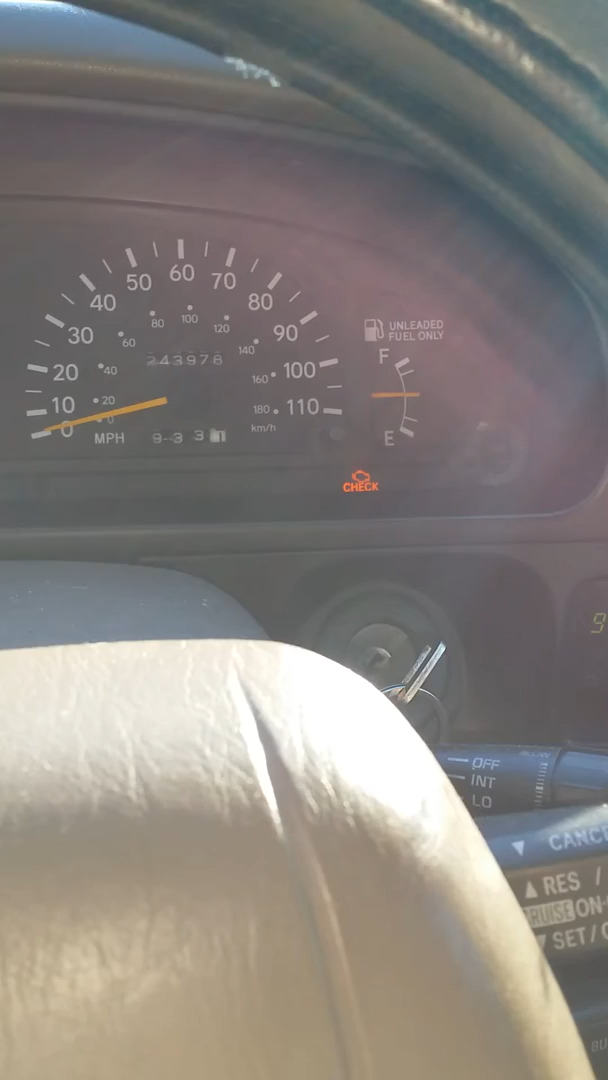 50 60 70
40 80
80 100 120
30 60 90
UNLEADED
FUEL ONLY
243978
140
F
20 40 160 100
10 20 180 110
0 0 km/h
MPH
E
CHECK
9
OFF
INT
LO
▲ RES /
CRUISE ON-
▼ SET /